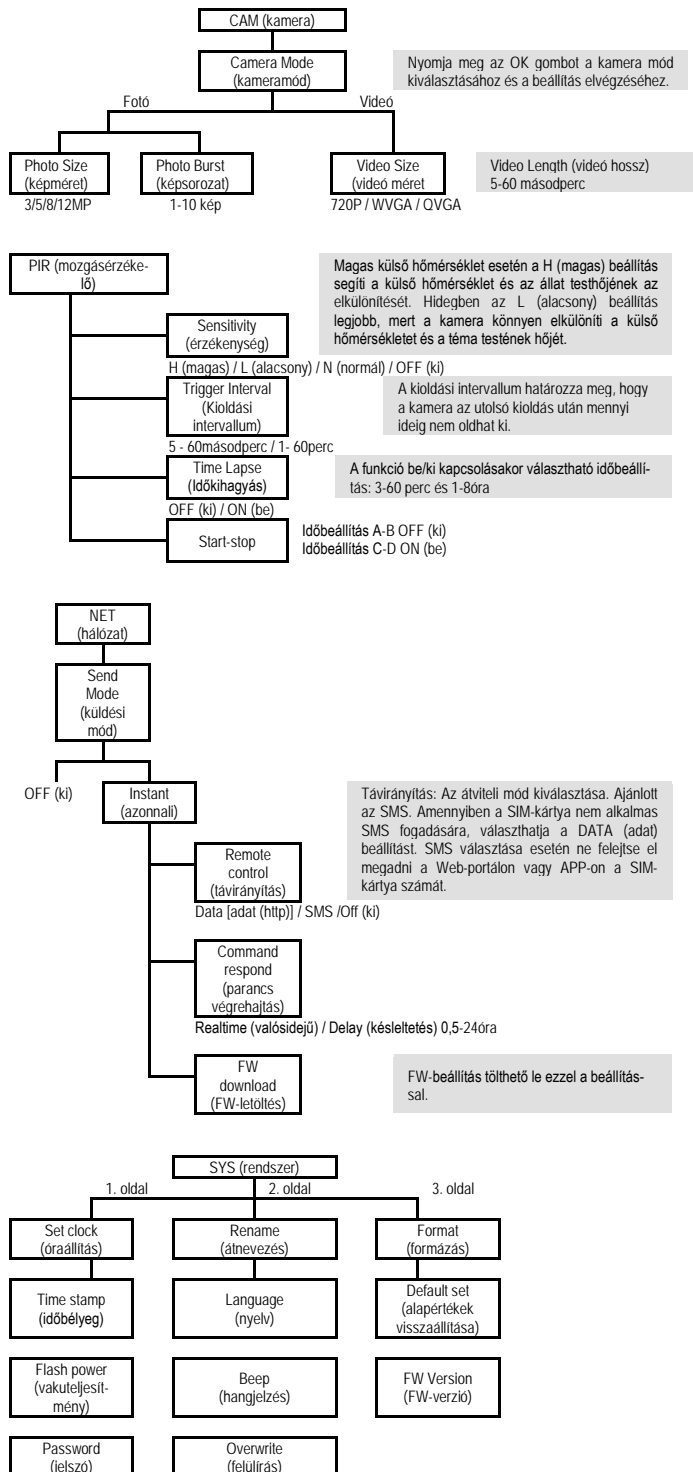 CAM (kamera)
Camera Mode
(kameramód)
Nyomja meg az OK gombot a kamera mód
kiválasztásához és a beállítás elvégzéséhez.
Fotó
Videó
Photo Size
(képméret)
3/5/8/12MP
Photo Burst
(képsorozat)
1-10 kép
Video Size
(videó méret
720P / WVGA / QVGA
Video Length (videó hossz)
5-60 másodperc
PIR (mozgásérzéke-
lő)
Magas külső hőmérséklet esetén a H (magas) beállítás
segíti a külső hőmérséklet és az állat testhőjének az
elkülönítését. Hidegben az L (alacsony) beállítás
legjobb, mert a kamera könnyen elkülöníti a külső
hőmérsékletet és a téma testének hőjét.
Sensitivity
(érzékenység)
H (magas) / L (alacsony) / N (normál) / OFF (ki)
Trigger Interval
(Kioldási
intervallum)
A kioldási intervallum határozza meg, hogy
a kamera az utolsó kioldás után mennyi
ideig nem oldhat ki.
5 - 60másodperc / 1- 60perc
Time Lapse
(Időkihagyás)
A funkció be/ki kapcsolásakor választható időbeállí-
tás: 3-60 perc és 1-8óra
OFF (ki) / ON (be)
Start-stop
Időbeállítás A-B OFF (ki)
Időbeállítás C-D ON (be)
NET
(hálózat)
Send
Mode
(küldési
mód)
OFF (ki)
Instant
(azonnali)
Távirányítás: Az átviteli mód kiválasztása. Ajánlott
az SMS. Amennyiben a SIM-kártya nem alkalmas
SMS fogadására, választhatja a DATA (adat)
beállítást. SMS választása esetén ne felejtse el
megadni a Web-portálon vagy APP-on a SIM-
kártya számát.
Remote
control
(távirányítás)
Data [adat (http)] / SMS /Off (ki)
Command
respond
(parancs
végrehajtás)
Realtime (valósidejű) / Delay (késleltetés) 0,5-24óra
FW
download
(FW-letöltés)
FW-beállítás tölthető le ezzel a beállítás-
sal.
SYS (rendszer)
1. oldal
2. oldal
3. oldal
Set clock
(óraállítás)
Rename
(átnevezés)
Format
(formázás)
Time stamp
(időbélyeg)
Language
(nyelv)
Default set
(alapértékek
visszaállítása)
Flash power
(vakuteljesít-
mény)
Beep
(hangjelzés)
FW Version
(FW-verzió)
Password
(jelszó)
Overwrite
(felülírás)